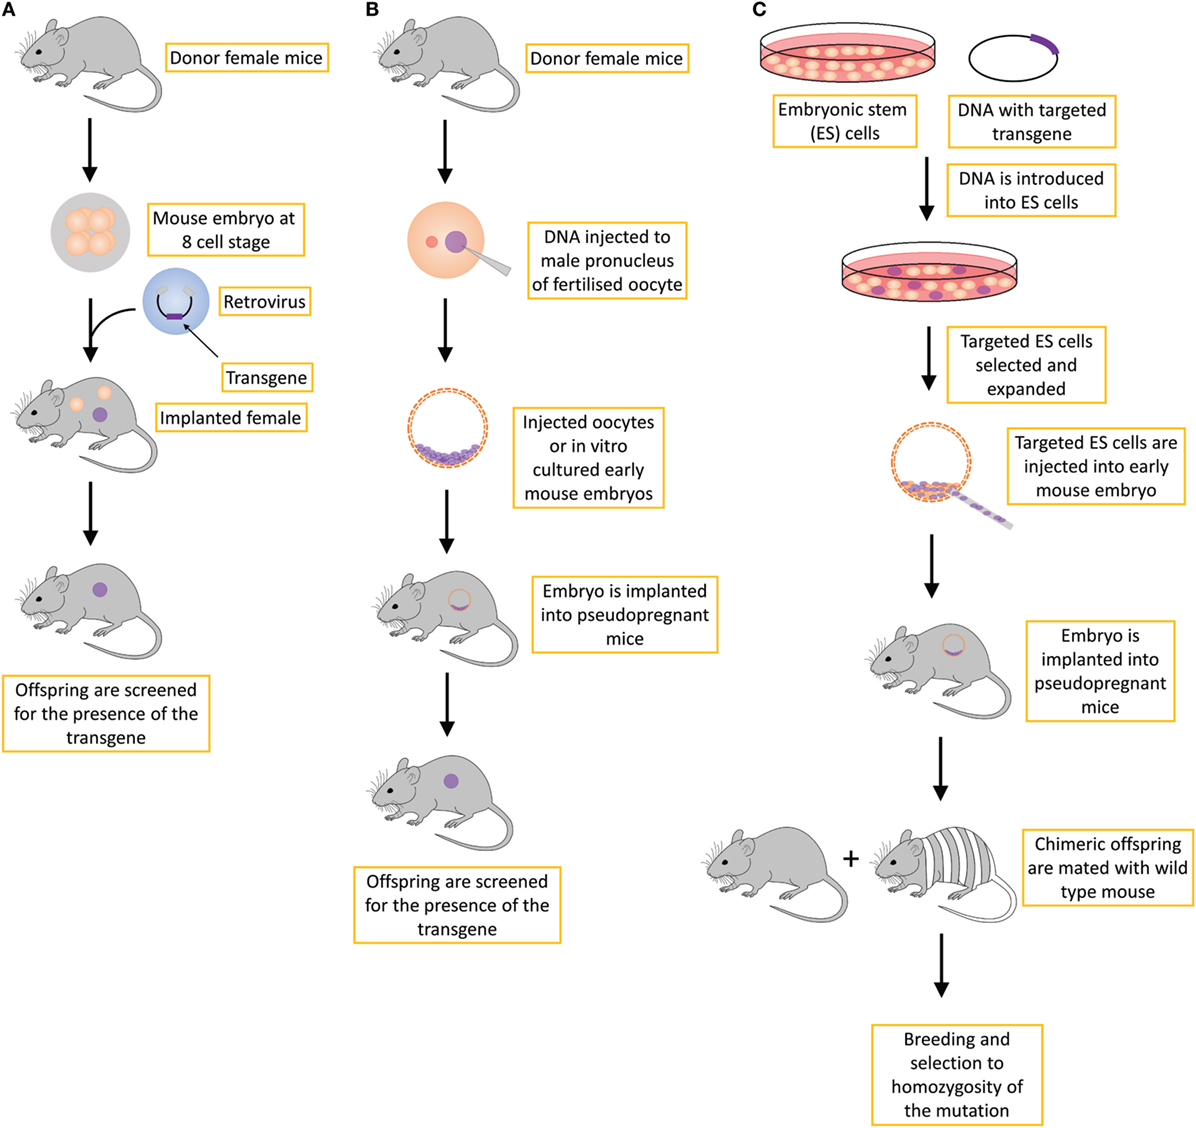 A
Donor female mice
Mouse embryo at
8 cell stage
Retrovirus
Transgene
Implanted female
Offspring are screened
for the presence of the
transgene
B
Donor female mice
DNA injected to
male pronucleus
of fertilised oocyte
Injected oocytes
or in vitro
cultured early
mouse embryos
Embryo is implanted
into pseudopregnant
mice
Offspring are screened
for the presence of the
transgene
C
Embryonic stem
(ES) cells
DNA with targeted
transgene
DNA is introduced
into ES cells
Targeted ES cells
selected and
expanded
Targeted ES cells are
injected into early
mouse embryo
Embryo is
implanted into
pseudopregnant
mice
+
Chimeric offspring
are mated with wild
type mouse
Breeding and
selection to
homozygosity of
the mutation